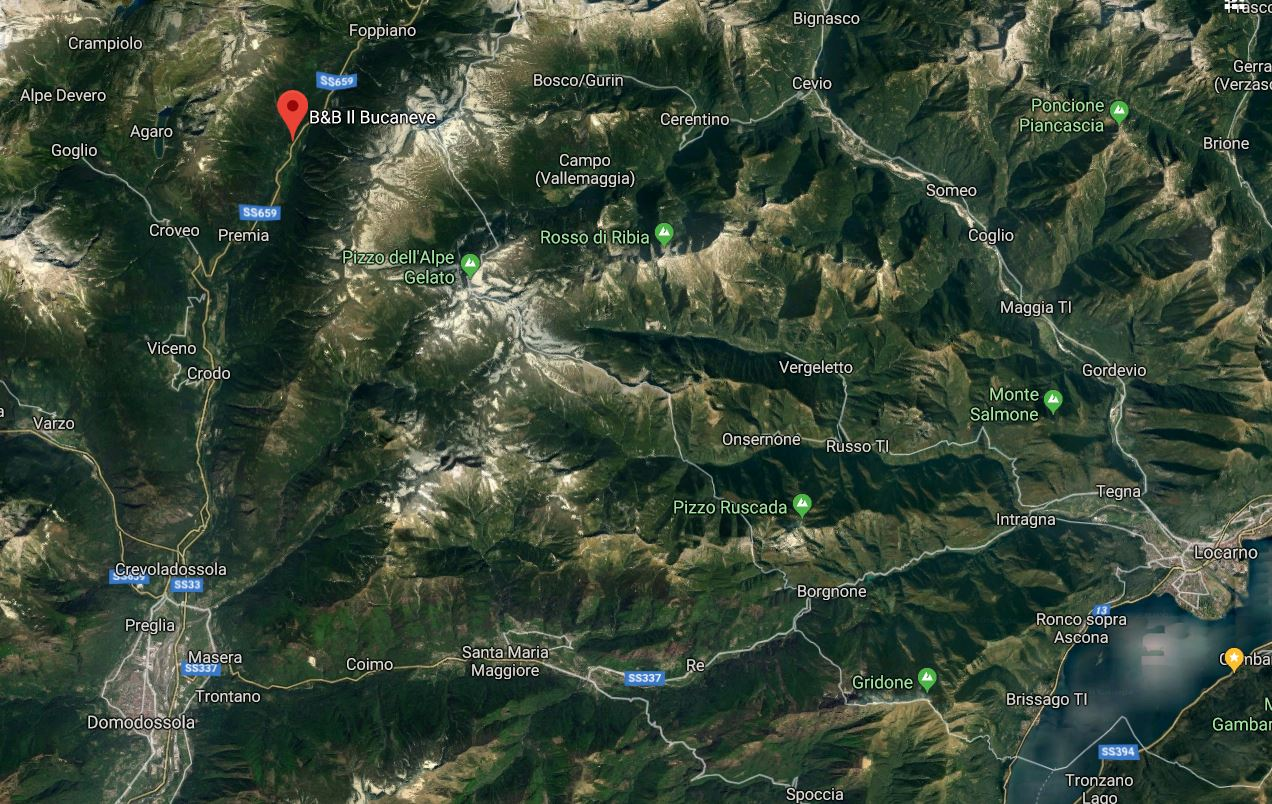 Foppiano
Bignasco
Crampiolo
SS659
Bosco/Gurin
Cevio
Gerra
(Verzasc
Alpe Devero
B&B Il Bucaneve
Cerentino
Poncione
Piancascia
Agaro
Goglio
Brione
Campo
(Vallemaggia)
Someo
SS659
Croveo
Premia
Rosso di Ribia
Coglio
Pizzo dell'Alpe
Gelato
Maggia TI
Viceno
Crodo
Vergeletto
Gordevio
Monte
Salmone
a
Varzo
Onsernone
Russo TI
Tegna
Pizzo Ruscada
Intragna
Locarno
Crevoladossola
SS659
SS33
Borgnone
13
Ronco sopra
Ascona
Preglia
Masera
SS337
Coimo
Santa Maria
Maggiore
Re
SS337
Gridone
Trontano
Brissago TI
Domodossola
Gambar
SS394
Tronzano
Lago
Spoccia